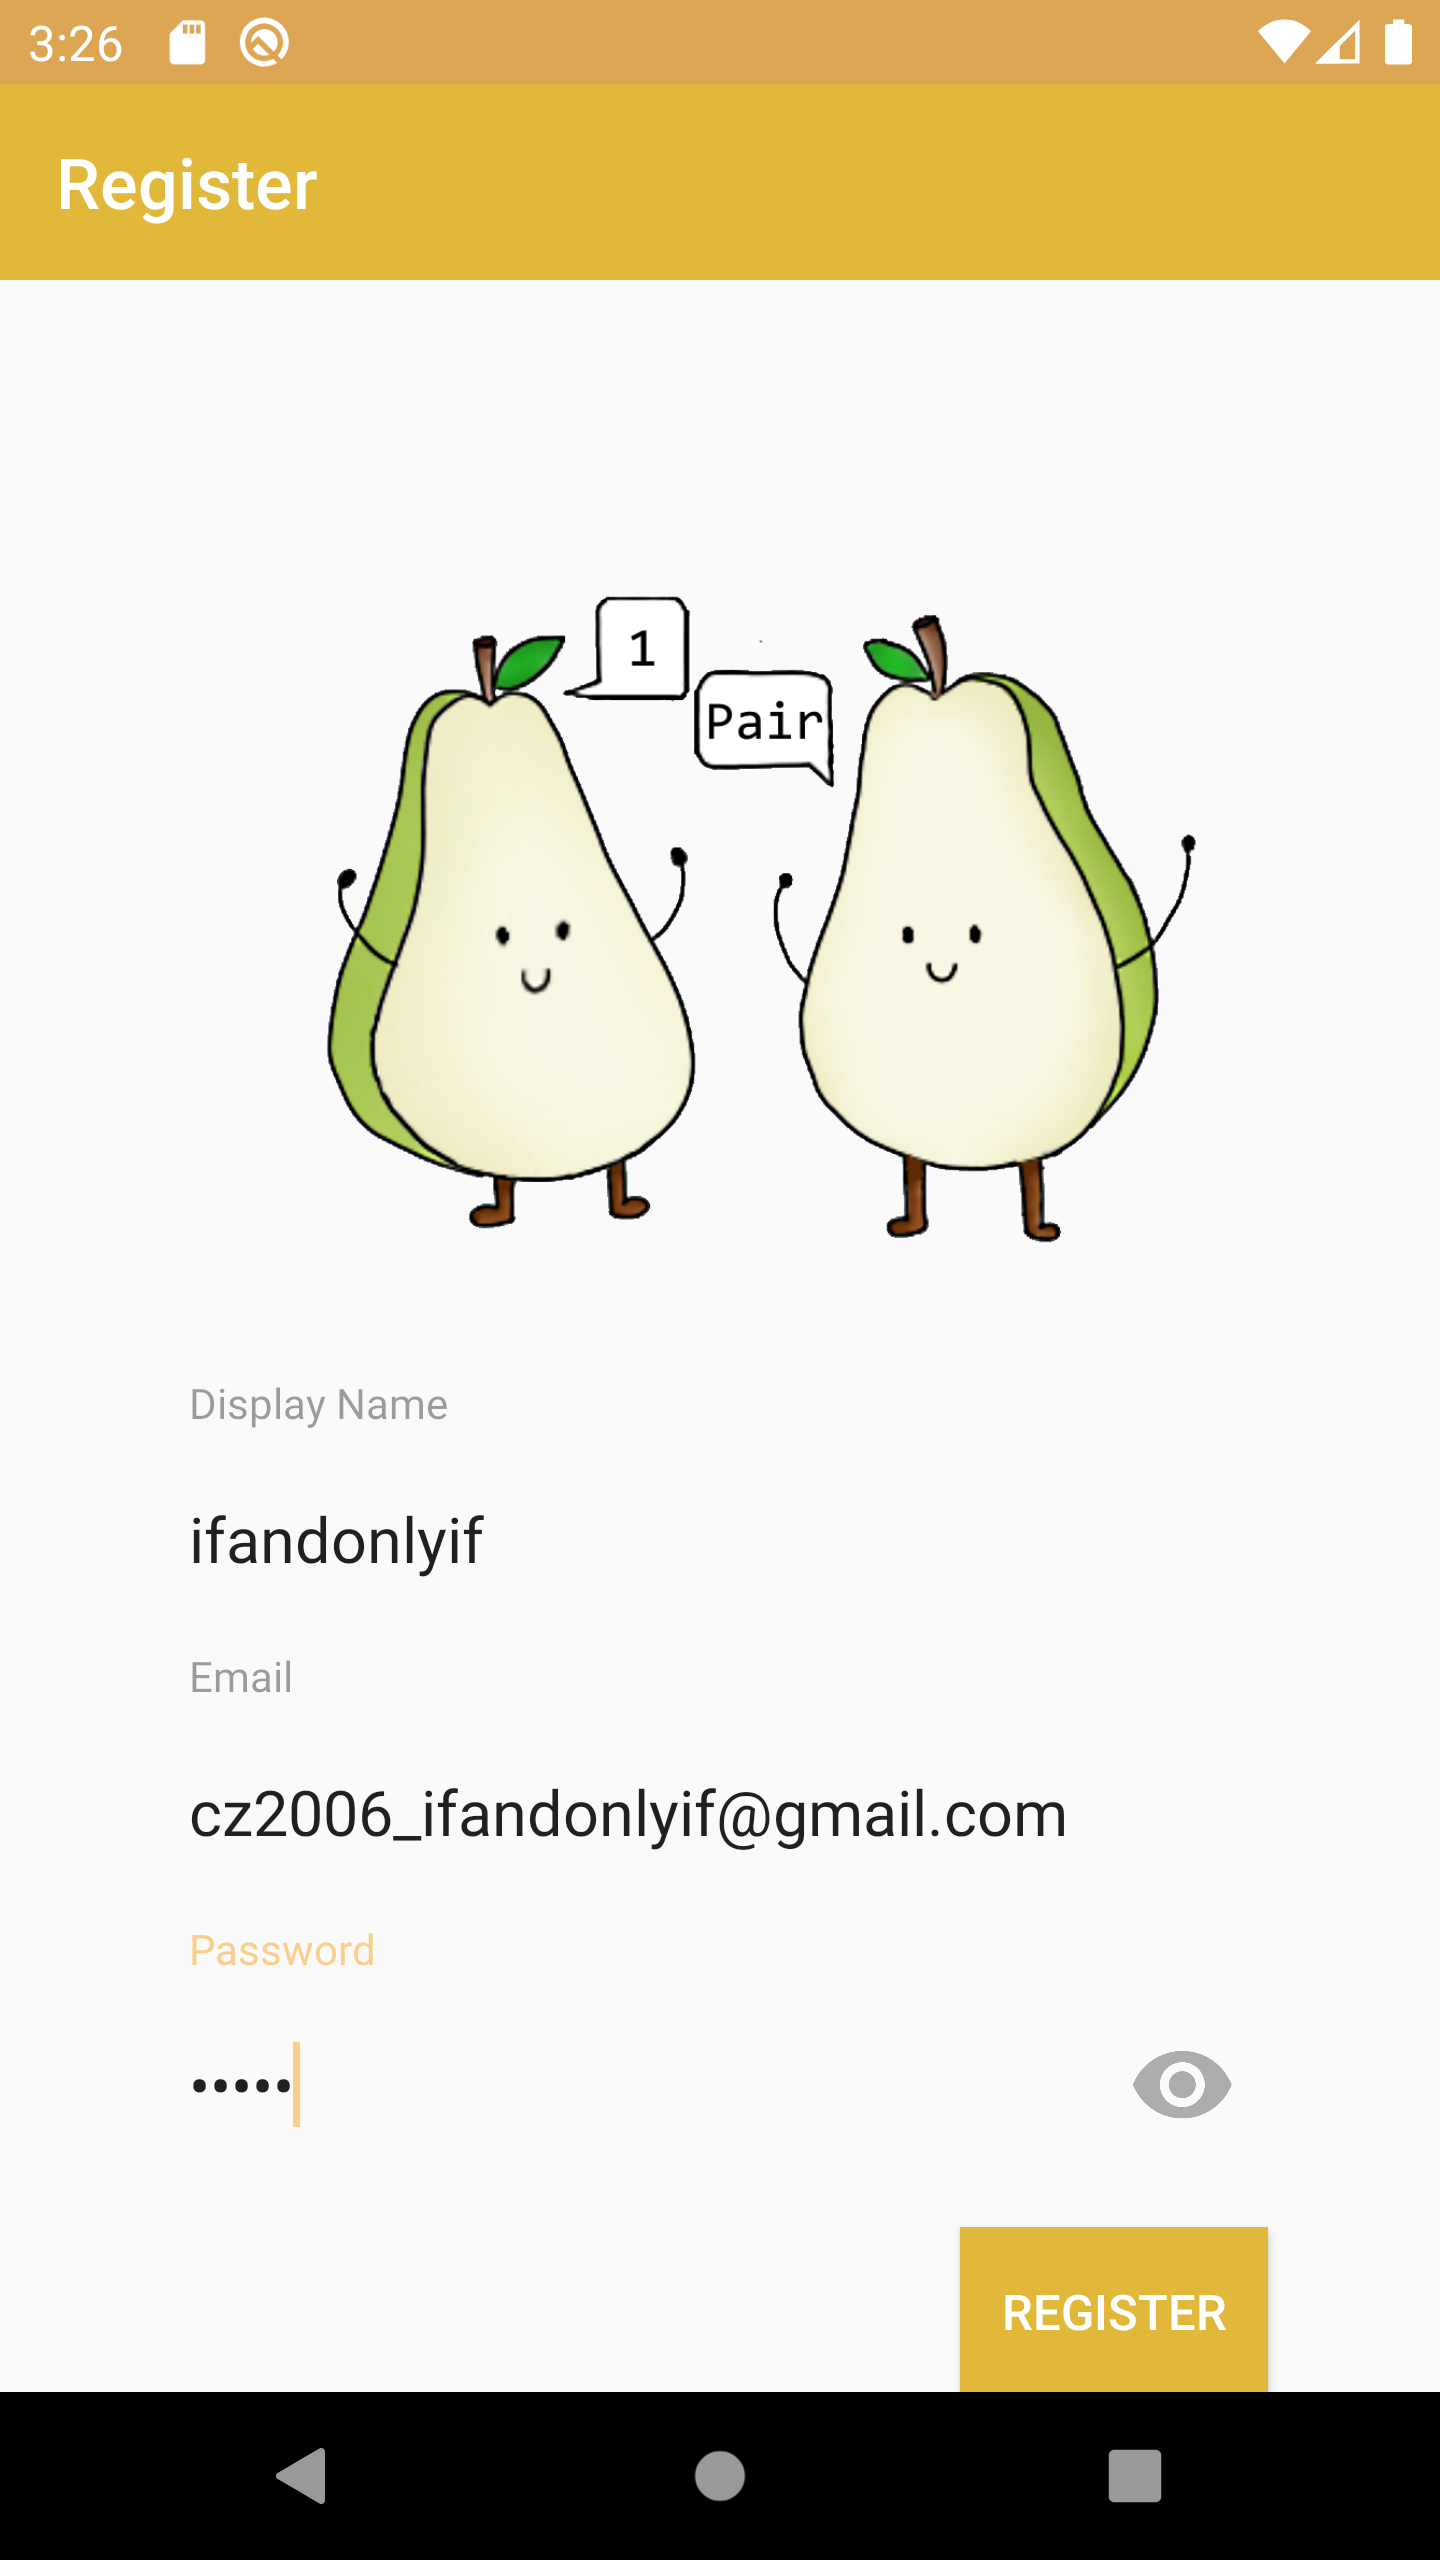 3:26
Register
1
Pair
Display Name
ifandonlyif
Email
cz2006_ifandonlyif@gmail.com
Password
•••••
REGISTER